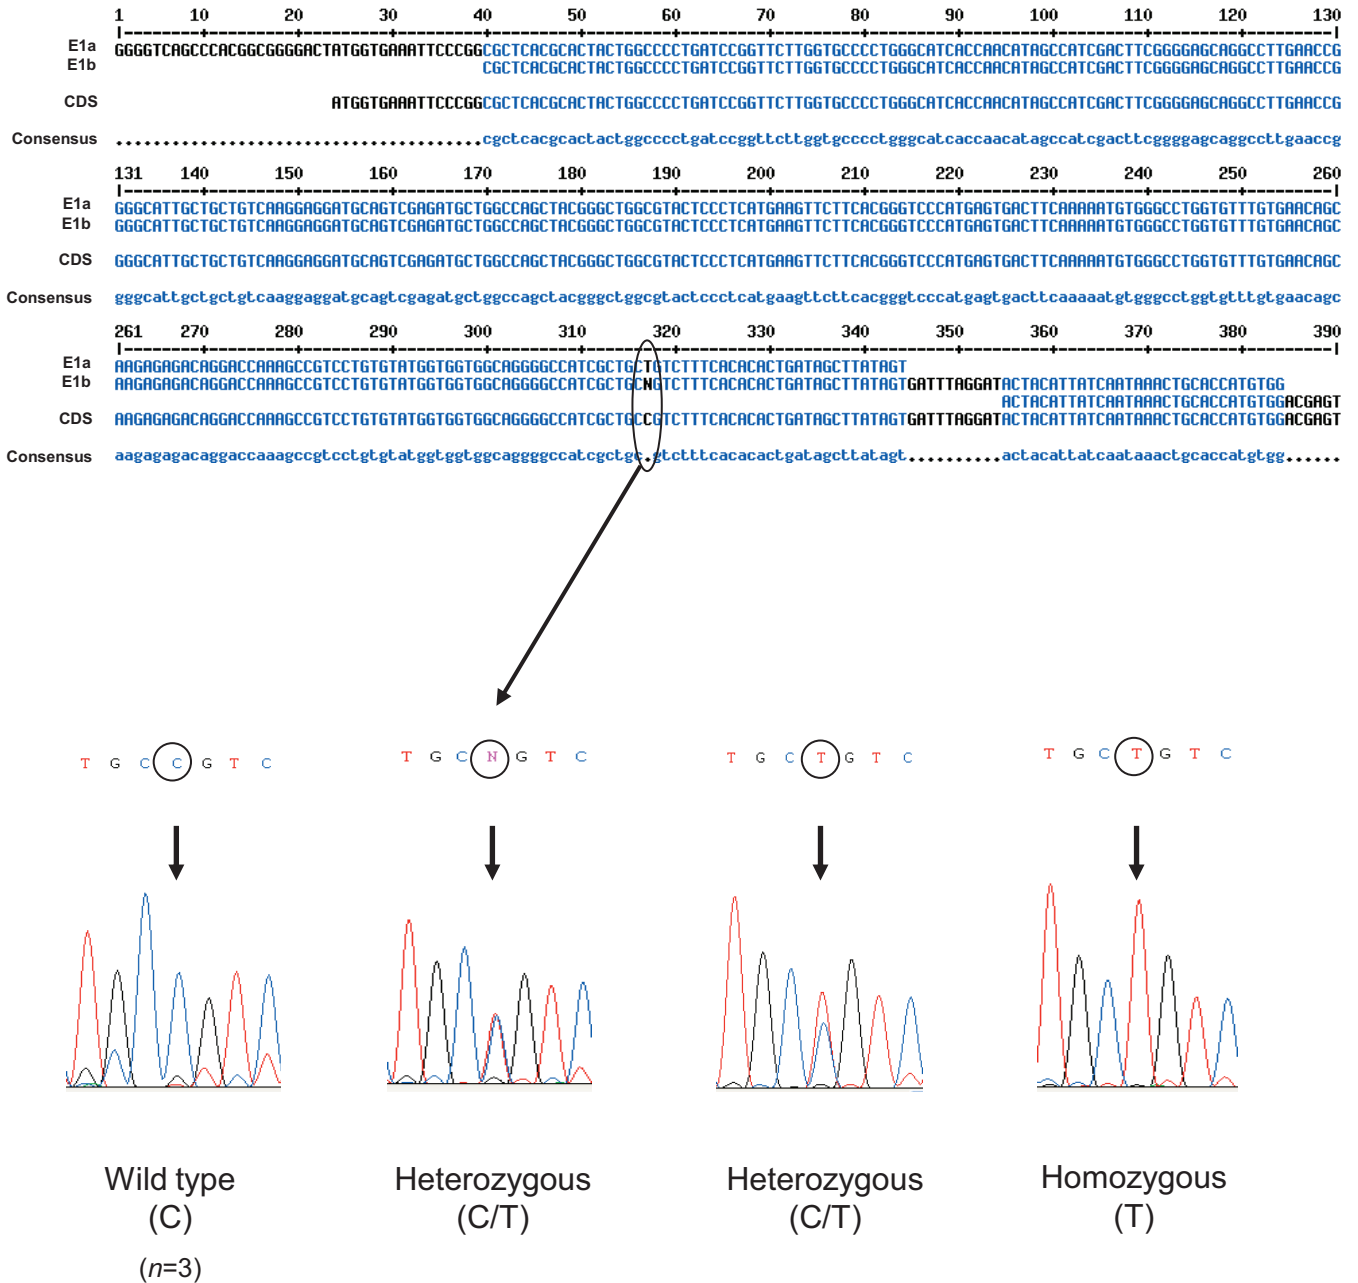 1 10 20 30 40 50 60 70 80 90 100 110 120 130
E1a GGGGTCAGCCCACGGCGGGGACTATGGTGAAATTCCCGGCGCTCACGCACTACTGGCCCCTGATCCGGTTCTTGGTGCCCCTGGGCATCACCAACATAGCCATCGACTTCGGGGAGCAGGCCTTGAACCG
E1b CGCTCACGCACTACTGGCCCCTGATCCGGTTCTTGGTGCCCCTGGGCATCACCAACATAGCCATCGACTTCGGGGAGCAGGCCTTGAACCG
CDS ATGGTGAAATTCCCGGCGCTCACGCACTACTGGCCCCTGATCCGGTTCTTGGTGCCCCTGGGCATCACCAACATAGCCATCGACTTCGGGGAGCAGGCCTTGAACCG
Consensus .......................................cgctcacgcactactggcccctgatccggttcttggtgcccctgggcatcaccaacatagccatcgacttcggggagcaggccttgaaccg
131 140 150 160 170 180 190 200 210 220 230 240 250 260
E1a GGGCATTGCTGCTGTCAAGGAGGATGCAGTCGAGATGCTGGCCAGCTACGGGCTGGCGTACTCCCTCATGAAGTTCTTCACGGGTCCCATGAGTGACTTCAAAAATGTGGGCCTGGTGTTTGTGAACAGC
E1b GGGCATTGCTGCTGTCAAGGAGGATGCAGTCGAGATGCTGGCCAGCTACGGGCTGGCGTACTCCCTCATGAAGTTCTTCACGGGTCCCATGAGTGACTTCAAAAATGTGGGCCTGGTGTTTGTGAACAGC
CDS GGGCATTGCTGCTGTCAAGGAGGATGCAGTCGAGATGCTGGCCAGCTACGGGCTGGCGTACTCCCTCATGAAGTTCTTCACGGGTCCCATGAGTGACTTCAAAAATGTGGGCCTGGTGTTTGTGAACAGC
Consensus gggcattgctgctgtcaaggaggatgcagtcgagatgctggccagctacgggctggcgtactccctcatgaagttcttcacgggtcccatgagtgacttcaaaaatgtgggcctggtgtttgtgaacagc
261 270 280 290 300 310 320 330 340 350 360 370 380 390
E1a AAGAGAGACAGGACCAAAGCCGTCCTGTGTATGGTGGTGGCAGGGGCCATCGCTGCTGTCTTTCACACACTGATAGCTTATAGT
E1b AAGAGAGACAGGACCAAAGCCGTCCTGTGTATGGTGGTGGCAGGGGCCATCGCTGCNGTCTTTCACACACTGATAGCTTATAGTGATTTAGGATACTACATTATCAATAAACTGCACCATGTGG
ACTACATTATCAATAAACTGCACCATGTGGACGAGT
CDS AAGAGAGACAGGACCAAAGCCGTCCTGTGTATGGTGGTGGCAGGGGCCATCGCTGCCGTCTTTCACACACTGATAGCTTATAGTGATTTAGGATACTACATTATCAATAAACTGCACCATGTGGACGAGT
Consensus aagagagacaggaccaaagccgtcctgtgtatggtggtggcaggggccatcgctgc.gtctttcacacactgatagcttatagt..........actacattatcaataaactgcaccatgtgg......
T G C C G T C T G C N G T C T G C T G T C T G C T G T C
Wild type Heterozygous Heterozygous Homozygous
(C) (C/T) (C/T) (T)
(n=3)